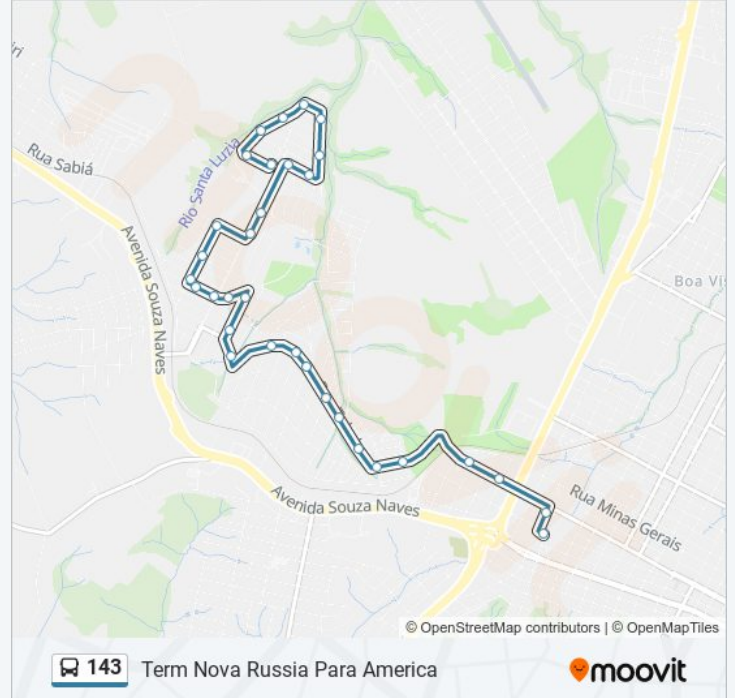 Rua Sabiá
Rio Santa Luzia
Avenida Souza Naves
Boa Vis
Avenida Souza Naves
Rua Minas Gerais
© OpenStreetMap contributors | © OpenMapTiles
143 Term Nova Russia Para America
moovit